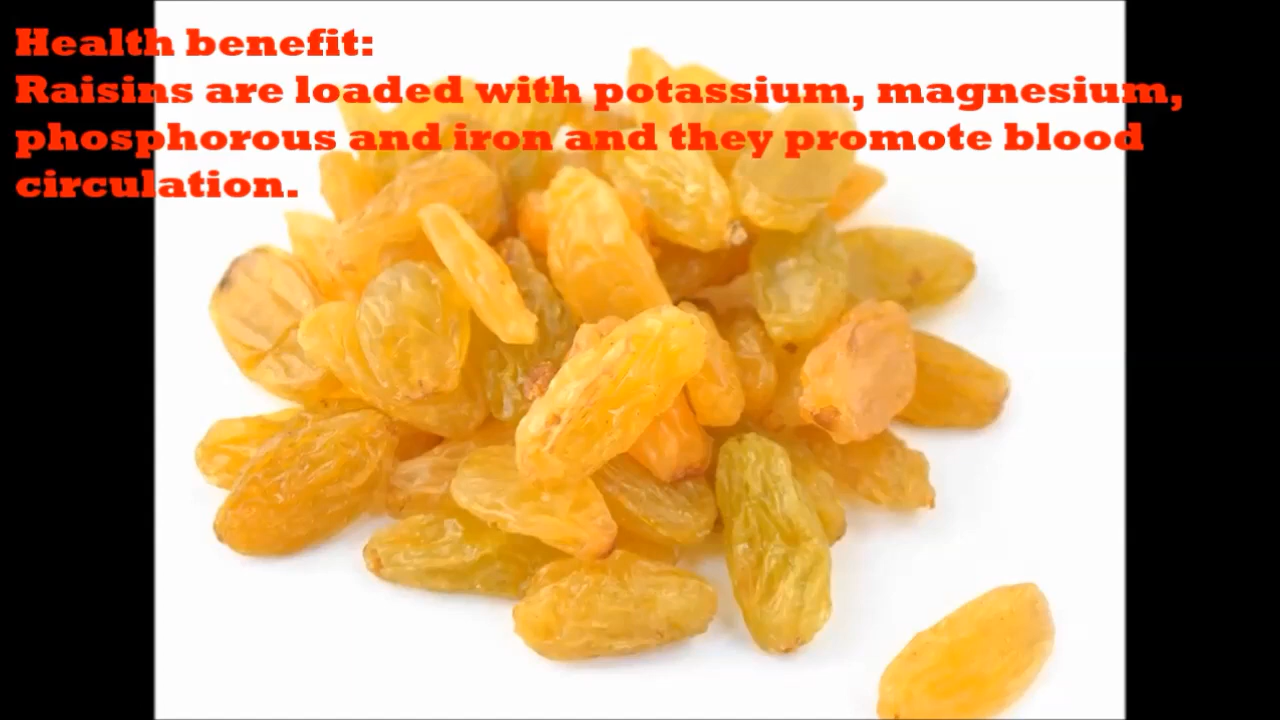 Health benefit:
Raisins are loaded with potassium, magnesium,
phosphorous and iron and they promote blood
circulation.